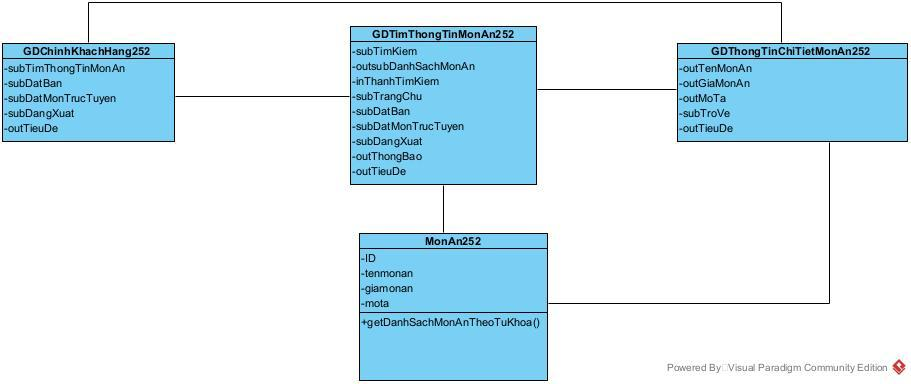 GDChinhKhachHang252
-subTimThongTinMonAn
-subDatBan
-subDatMonTrucTuyen
-subDangXuat
-outTieuDe
GDTimThongTinMonAn252
-subTimKiem
-outsubDanhSachMonAn
-inThanhTimKiem
-subTrangChu
-subDatBan
-subDatMonTrucTuyen
-subDangXuat
-outThongBao
-outTieuDe
GDThongTinChiTietMonAn252
-outTenMonAn
-outGiaMonAn
-outMoTa
-subTroVe
-outTieuDe
MonAn252
-ID
-tenmonan
-giamonan
-mota
+getDanhSachMonAnTheoTuKhoa()
Powered By Visual Paradigm Community Edition